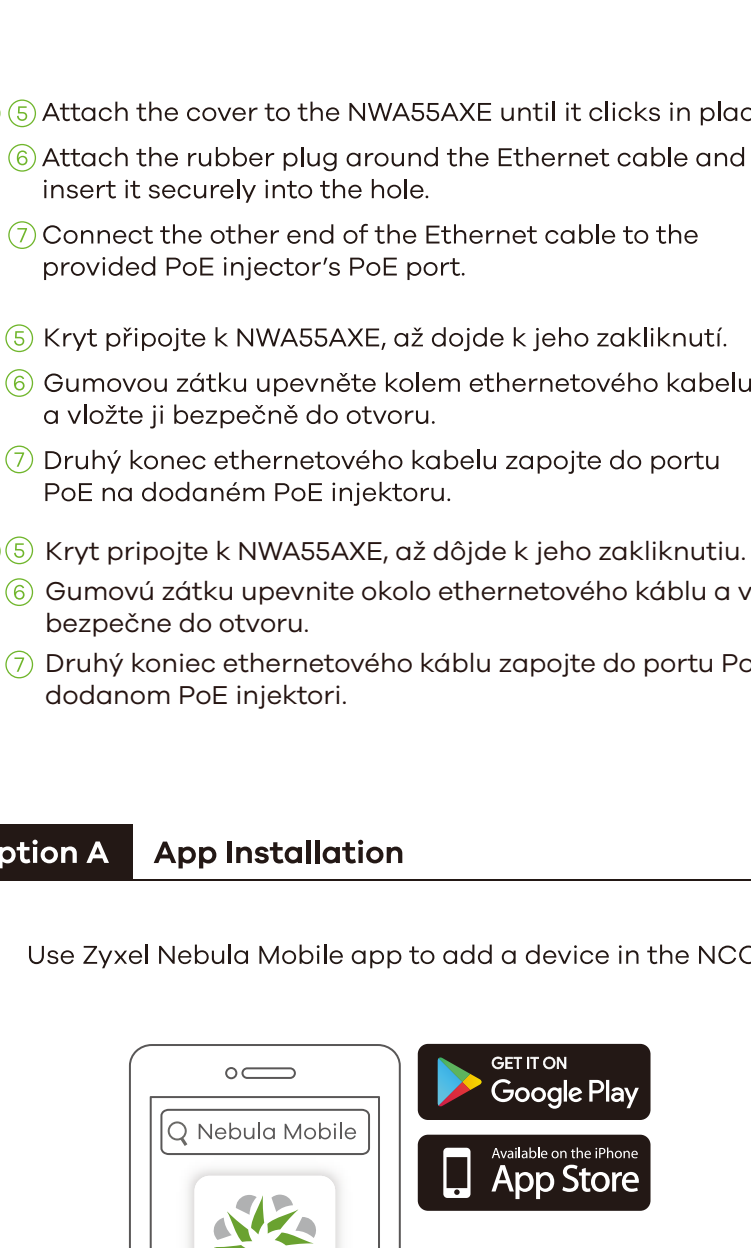 ⑤ Attach the cover to the NWA55AXE until it clicks in plac
⑥ Attach the rubber plug around the Ethernet cable and
insert it securely into the hole.
⑦ Connect the other end of the Ethernet cable to the
provided PoE injector's PoE port.
⑤ Kryt připojte k NWA55AXE, až dojde k jeho zakliknutí.
⑥ Gumovou zátku upevněte kolem ethernetového kabelu
a vložte ji bezpečně do otvoru.
⑦ Druhý konec ethernetového kabelu zapojte do portu
PoE na dodaném PoE injektoru.
⑤ Kryt pripojte k NWA55AXE, až dôjde k jeho zakliknutiu.
⑥ Gumovú zátku upevnite okolo ethernetového káblu a v
bezpečne do otvoru.
⑦ Druhý koniec ethernetového káblu zapojte do portu Po
dodanom PoE injektori.
ption A App Installation
Use Zyxel Nebula Mobile app to add a device in the NCC
GET IT ON
Google Play
Nebula Mobile
Available on the iPhone
App Store